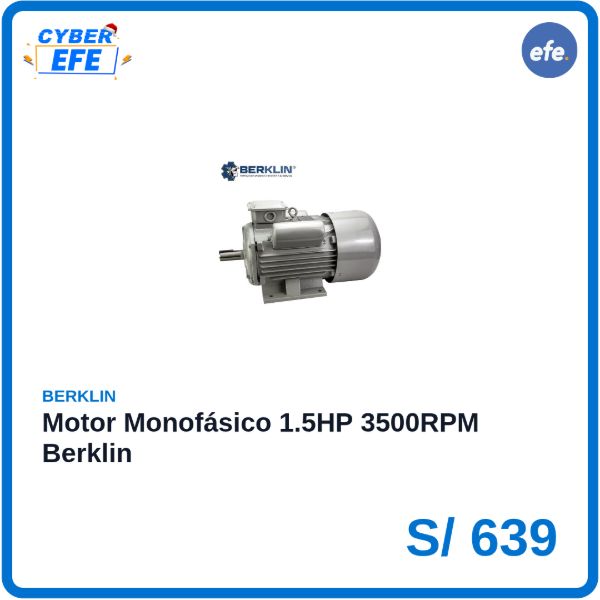 CYBER
EFE
efe.
BERKLIN®
BERKLIN
Motor Monofásico 1.5HP 3500RPM
Berklin
S/ 639